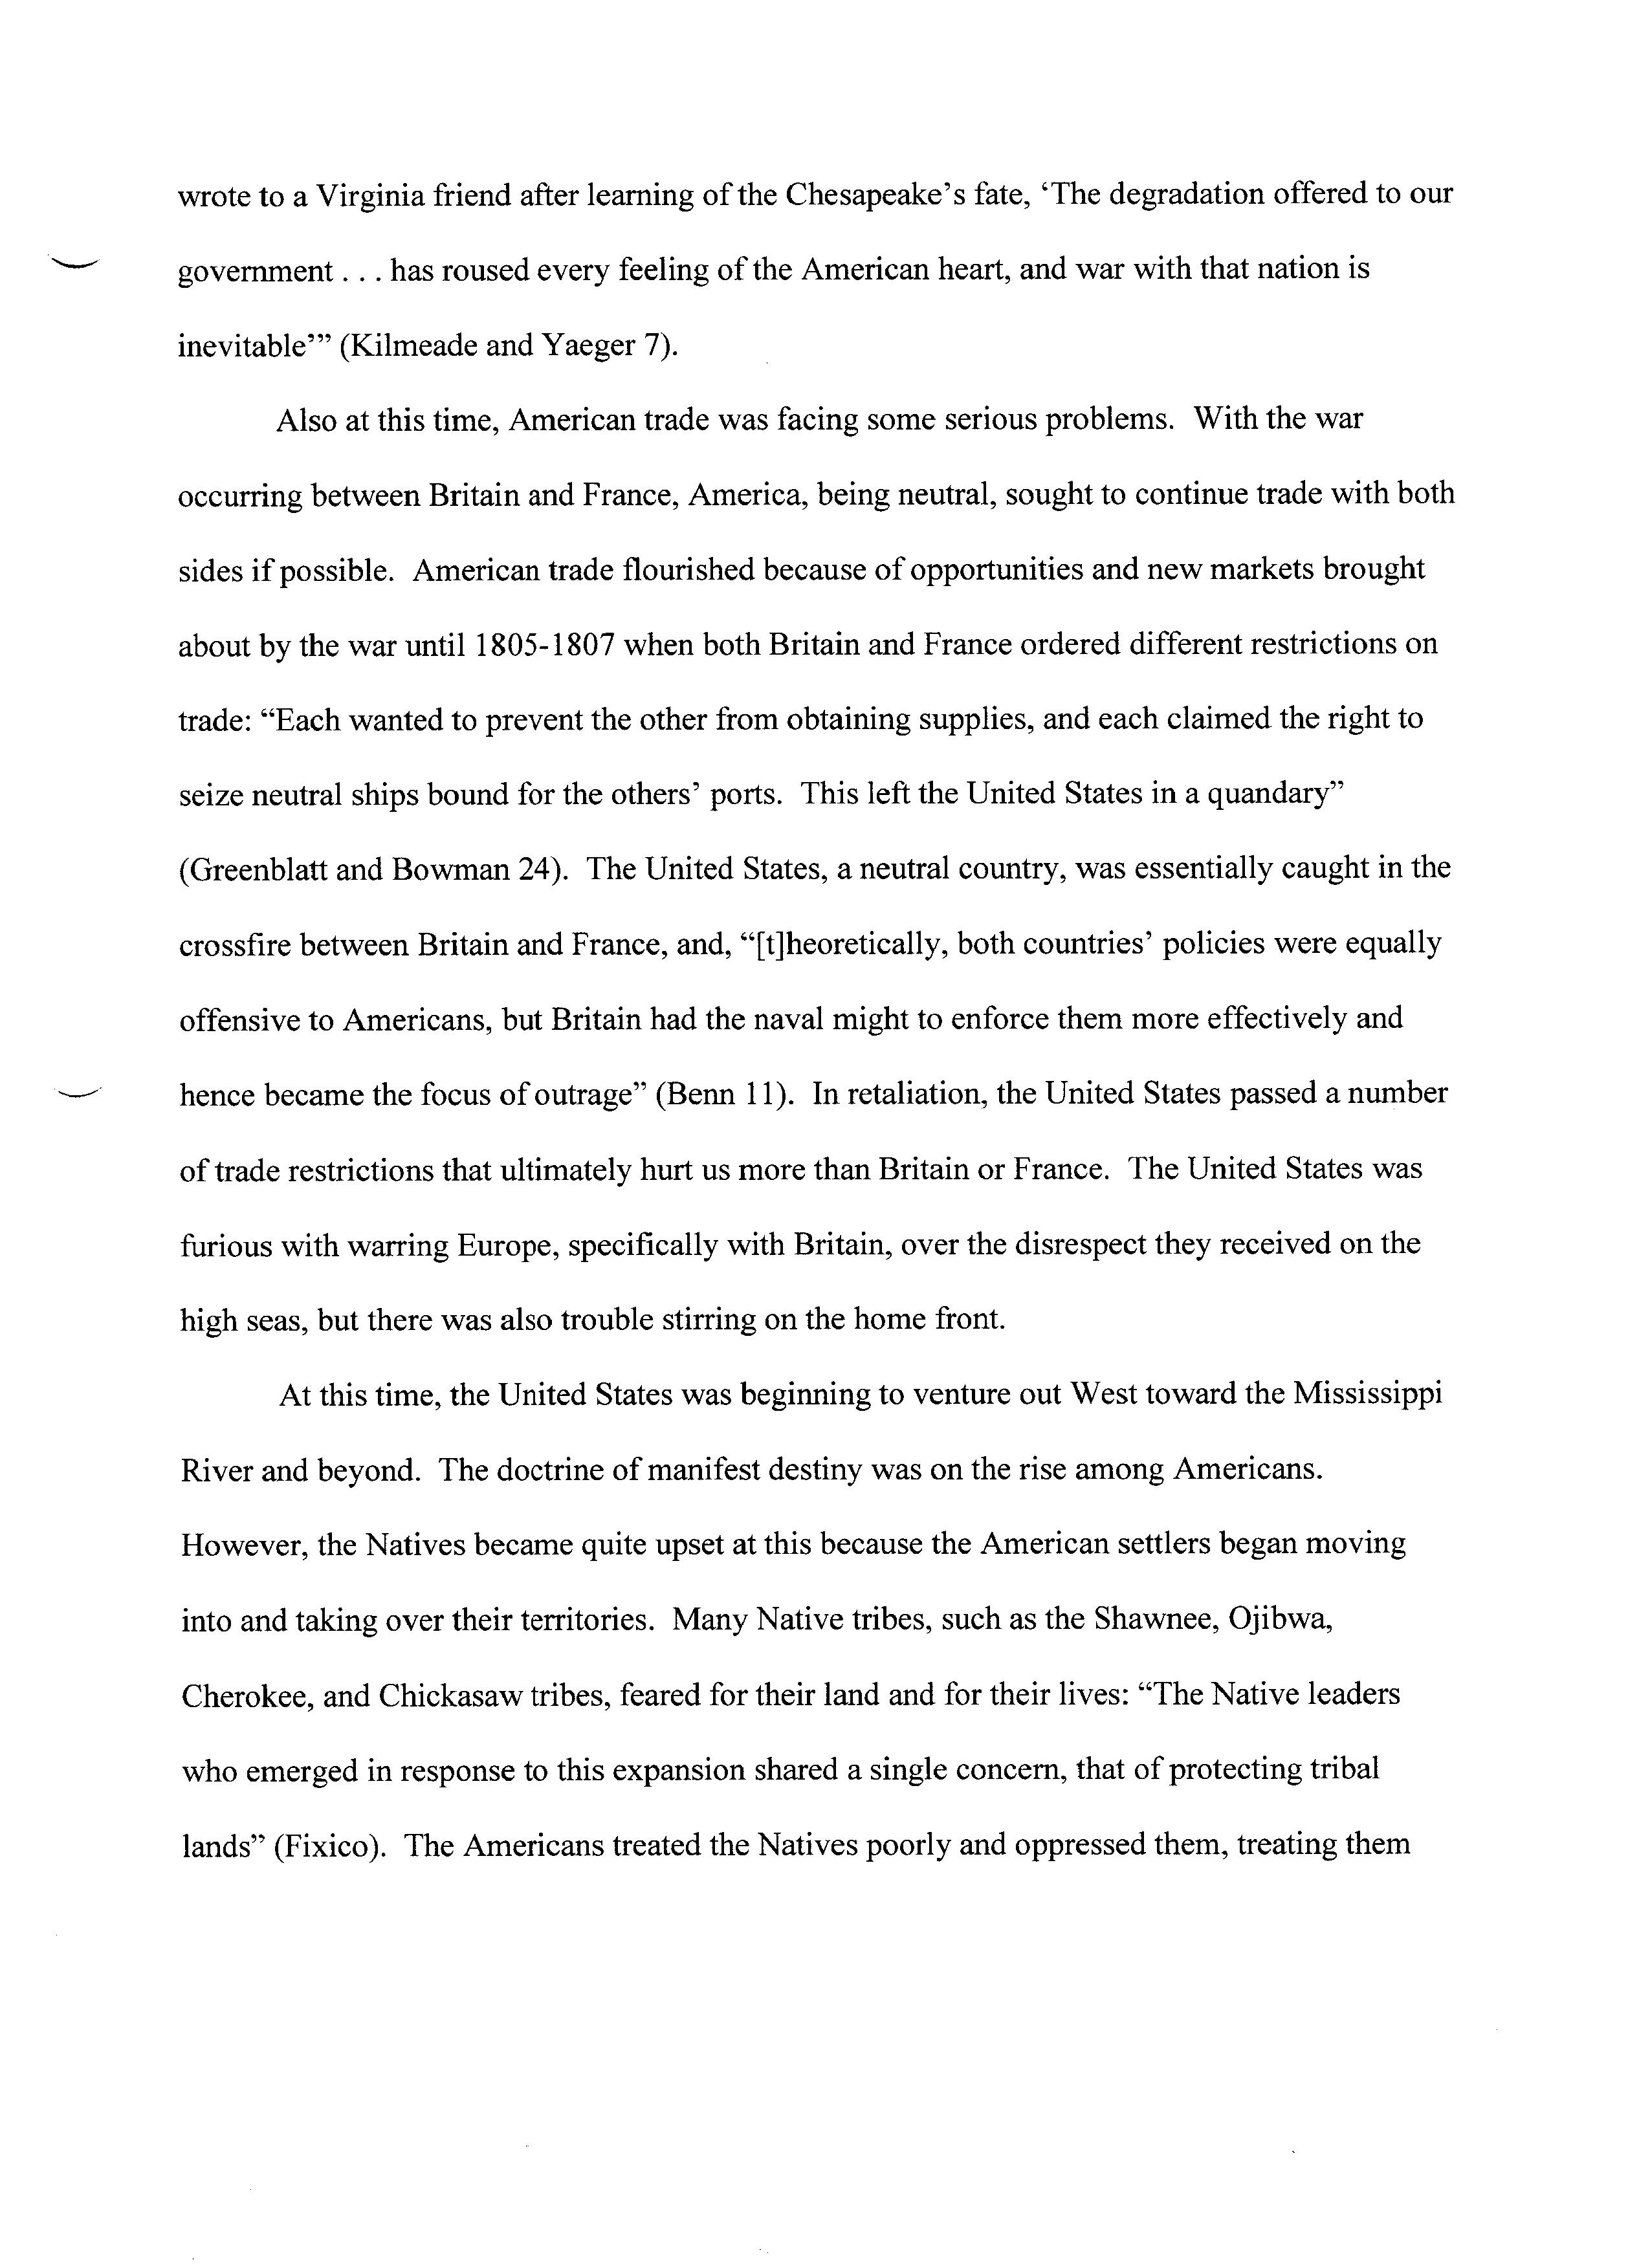 wrote to a Virginia friend after learning of the Chesapeake's fate, ‘The degradation offered to our
government . . . has roused every feeling of the American heart, and war with that nation is
inevitable’” (Kilmeade and Yaeger 7).
Also at this time, American trade was facing some serious problems.  With the war
occurring between Britain and France, America, being neutral, sought to continue trade with both
sides if possible.  American trade flourished because of opportunities and new markets brought
about by the war until 1805-1807 when both Britain and France ordered different restrictions on
trade: “Each wanted to prevent the other from obtaining supplies, and each claimed the right to
seize neutral ships bound for the others’ ports.  This left the United States in a quandary”
(Greenblatt and Bowman 24).  The United States, a neutral country, was essentially caught in the
crossfire between Britain and France, and, “[t]heoretically, both countries’ policies were equally
offensive to Americans, but Britain had the naval might to enforce them more effectively and
hence became the focus of outrage” (Benn 11).  In retaliation, the United States passed a number
of trade restrictions that ultimately hurt us more than Britain or France.  The United States was
furious with warring Europe, specifically with Britain, over the disrespect they received on the
high seas, but there was also trouble stirring on the home front.
At this time, the United States was beginning to venture out West toward the Mississippi
River and beyond.  The doctrine of manifest destiny was on the rise among Americans.
However, the Natives became quite upset at this because the American settlers began moving
into and taking over their territories.  Many Native tribes, such as the Shawnee, Ojibwa,
Cherokee, and Chickasaw tribes, feared for their land and for their lives: “The Native leaders
who emerged in response to this expansion shared a single concern, that of protecting tribal
lands” (Fixico).  The Americans treated the Natives poorly and oppressed them, treating them